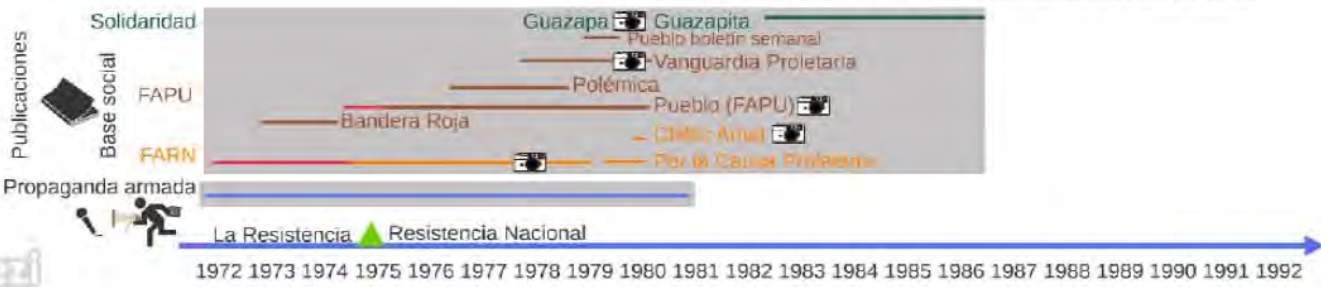 Publicaciones
Base social
Solidaridad
Guazapa Guazapita
Pueblo boletín semanal
Vanguardia Proletaria
Polémica
FAPU
Pueblo (FAPU)
Bandera Roja
FARN
Por la Causa Proletaria
Propaganda armada
La Resistencia Resistencia Nacional
1972 1973 1974 1975 1976 1977 1978 1979 1980 1981 1982 1983 1984 1985 1986 1987 1988 1989 1990 1991 1992